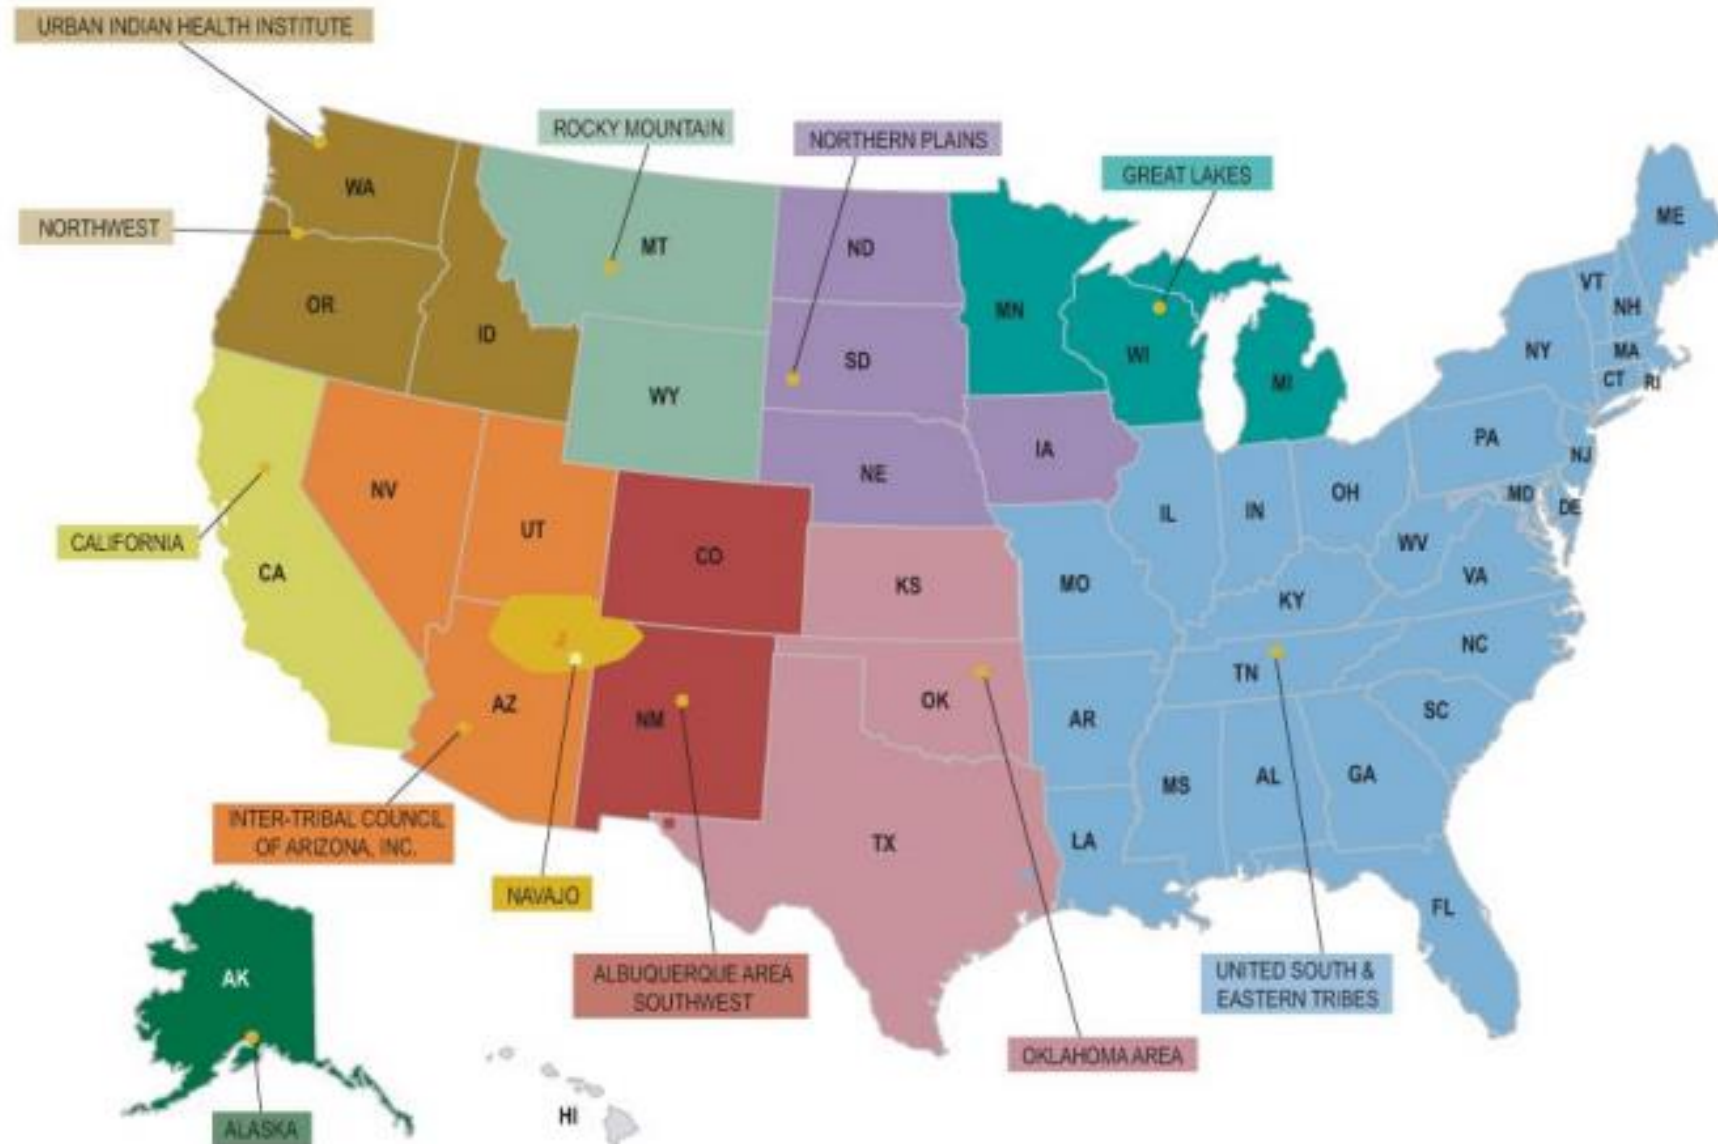 URBAN INDIAN HEALTH INSTITUTE
ROCKY MOUNTAIN
NORTHERN PLAINS
GREAT LAKES
NORTHWEST
WA
OR
ID
MT
WY
ND
SD
NE
IA
MN
WI
MI
ME
VT
NH
NY
MA
CT
RI
PA
NJ
MD
DE
OH
IN
IL
WV
VA
KY
NV
UT
CO
KS
MO
CALIFORNIA
CA
AZ
NM
OK
AR
TN
NC
SC
MS
AL
GA
TX
LA
FL
INTER-TRIBAL COUNCIL
OF ARIZONA, INC.
NAVAJO
ALBUQUERQUE AREA
SOUTHWEST
UNITED SOUTH &
EASTERN TRIBES
OKLAHOMA AREA
AK
ALASKA
HI